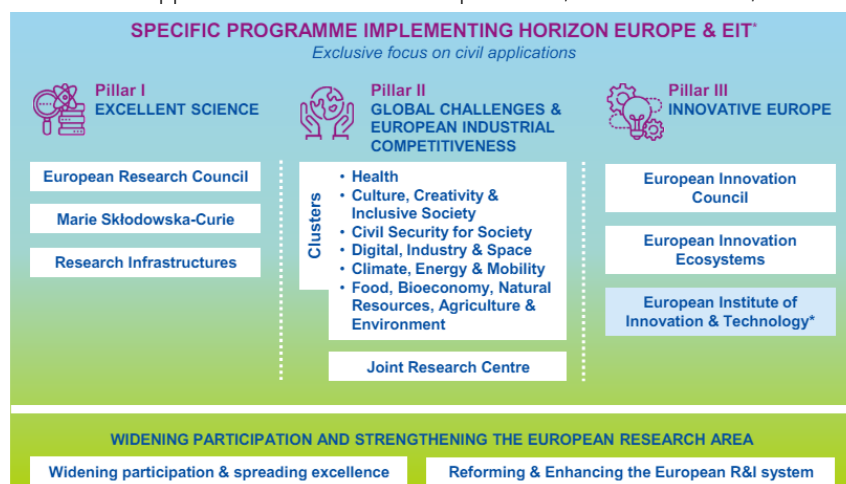 SPECIFIC PROGRAMME IMPLEMENTING HORIZON EUROPE & EIT*
Exclusive focus on civil applications
Pillar I
EXCELLENT SCIENCE
European Research Council
Marie Skłodowska-Curie
Research Infrastructures
Pillar II
GLOBAL CHALLENGES &
EUROPEAN INDUSTRIAL
COMPETITIVENESS
Clusters
• Health
• Culture, Creativity &
Inclusive Society
• Civil Security for Society
• Digital, Industry & Space
• Climate, Energy & Mobility
• Food, Bioeconomy, Natural
Resources, Agriculture &
Environment
Joint Research Centre
Pillar III
INNOVATIVE EUROPE
European Innovation
Council
European Innovation
Ecosystems
European Institute of
Innovation & Technology*
WIDENING PARTICIPATION AND STRENGTHENING THE EUROPEAN RESEARCH AREA
Widening participation & spreading excellence
Reforming & Enhancing the European R&I system